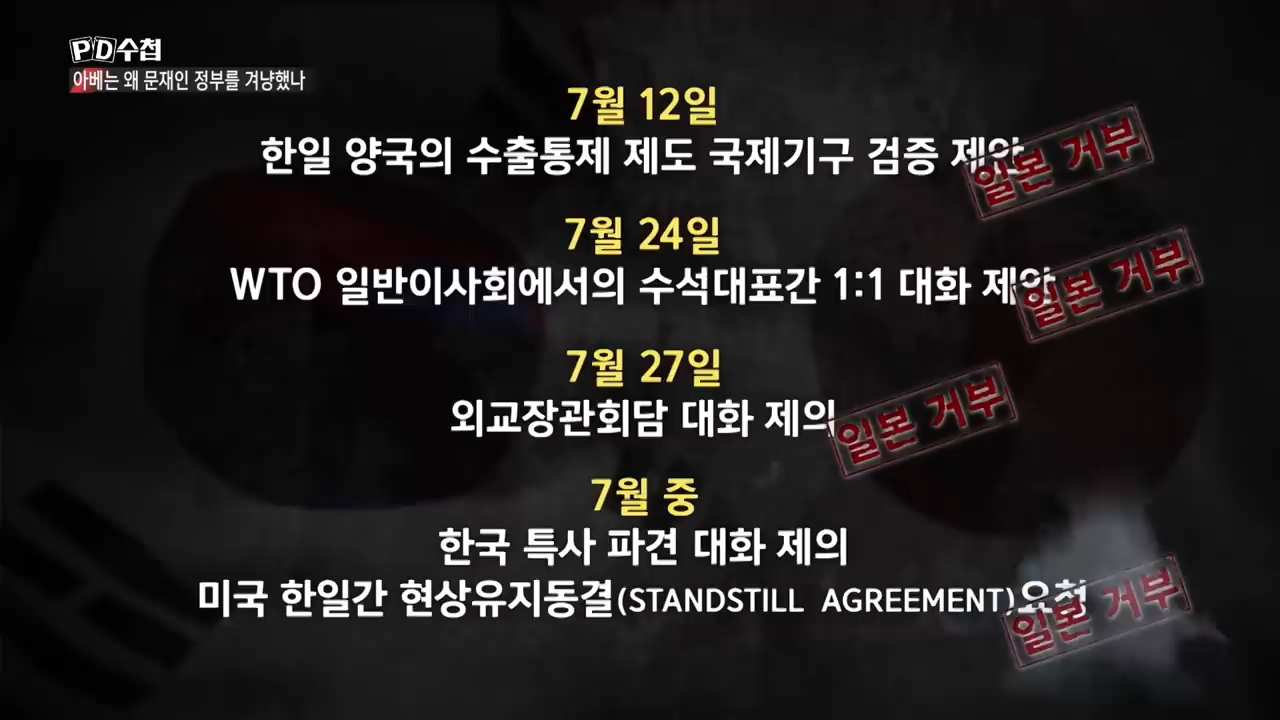 PD수첩
아베는 왜 문재인 정부를 겨냥했나
7월 12일
한일 양국의 수출통제 제도 국제기구 검증 제안
일본 거부
7월 24일
WTO 일반이사회에서의 수석대표간 1:1 대화 제안
일본 거부
7월 27일
외교장관회담 대화 제의
일본 거부
7월 중
한국 특사 파견 대화 제의
미국 한일간 현상유지동결(STANDSTILL AGREEMENT)요청
일본 거부